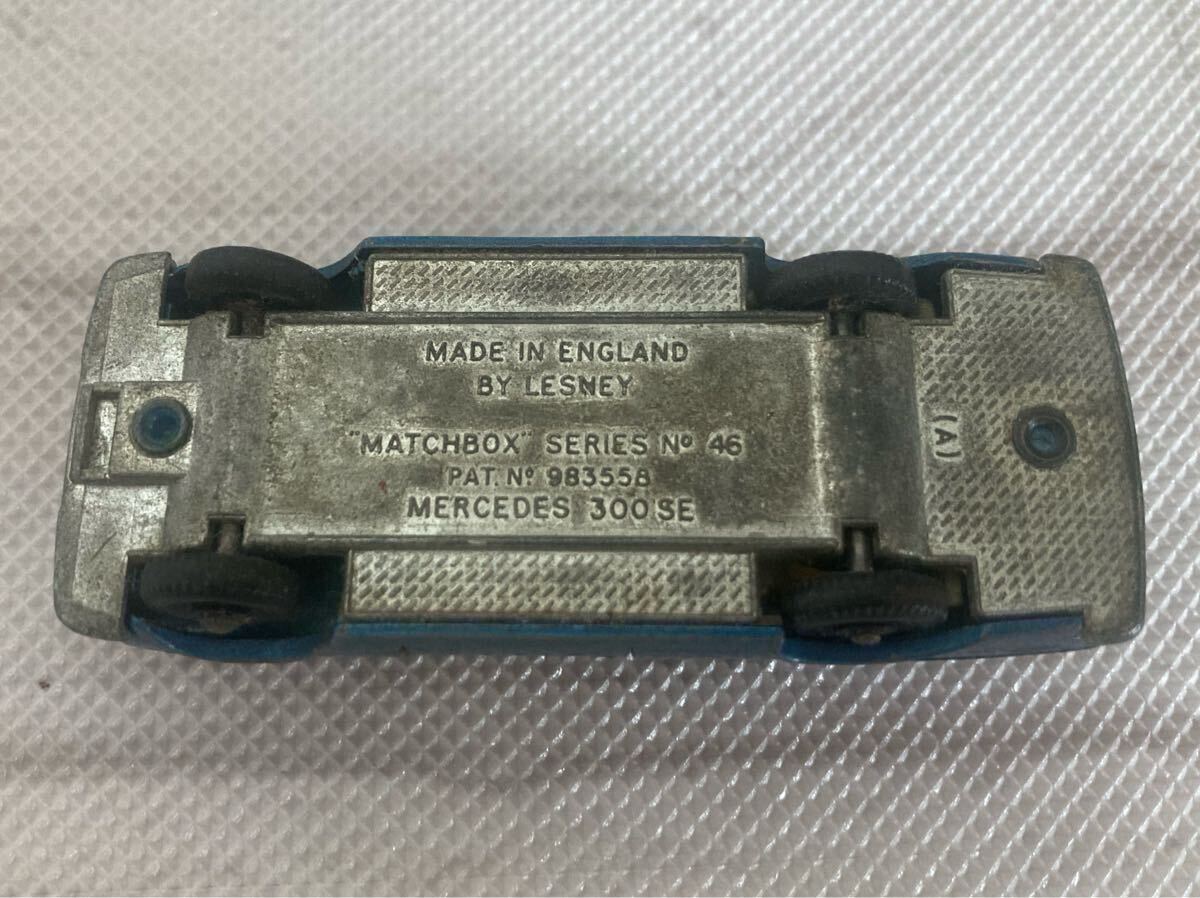 MADE IN ENGLAND
BY LESNEY
"MATCHBOX" SERIES Nº 46
PAT. Nº 983558
MERCEDES 300 SE
(A)